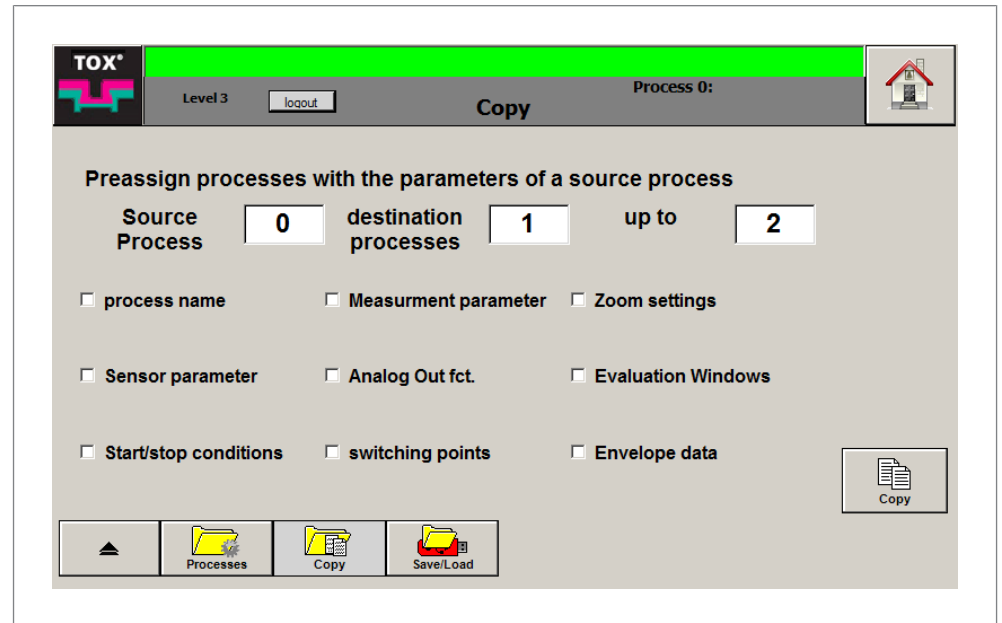 TOX®
Level 3
logout
Copy
Process 0:
Preassign processes with the parameters of a source process
Source
Process
0
destination
processes
1
up to
2
process name
Measurment parameter
Zoom settings
Sensor parameter
Analog Out fct.
Evaluation Windows
Start/stop conditions
switching points
Envelope data
Copy
Processes
Copy
Save/Load